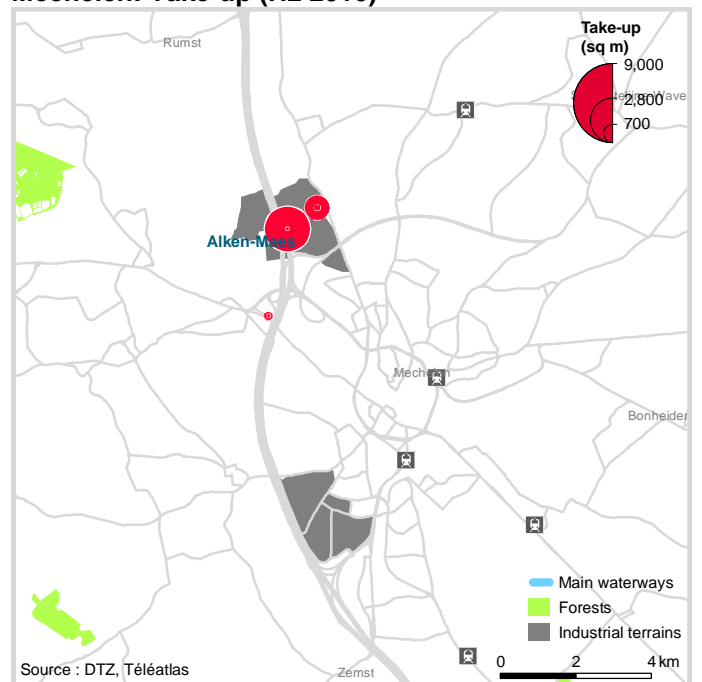 Rumst
Take-up
(sq m)
9,000
2,800
700
Alken-Maes
Mechelen
Bonheiden
Main waterways
Forests
Industrial terrains
Source : DTZ, Téléatlas
Zemst
0 2 4 km